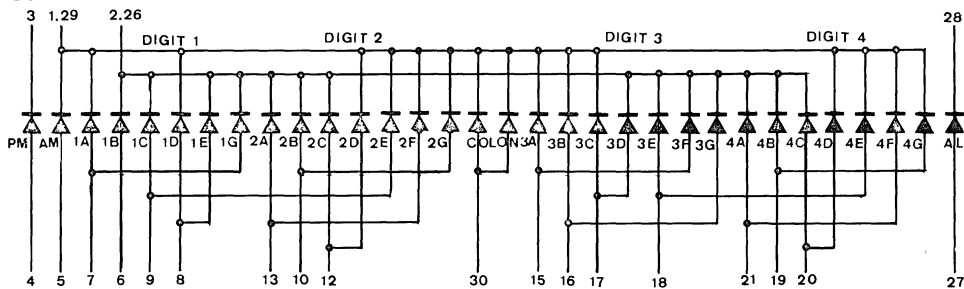 3 1.29 2.26 28
DIGIT 1 DIGIT 2 DIGIT 3 DIGIT 4
PM AM 1A 1B 1C 1D 1E 1G 2A 2B 2C 2D 2E 2F 2G COLON 3A 3B 3C 3D 3E 3F 3G 4A 4B 4C 4D 4E 4F 4G AL
4 5 7 6 9 8 13 10 12 30 15 16 17 18 21 19 20 27